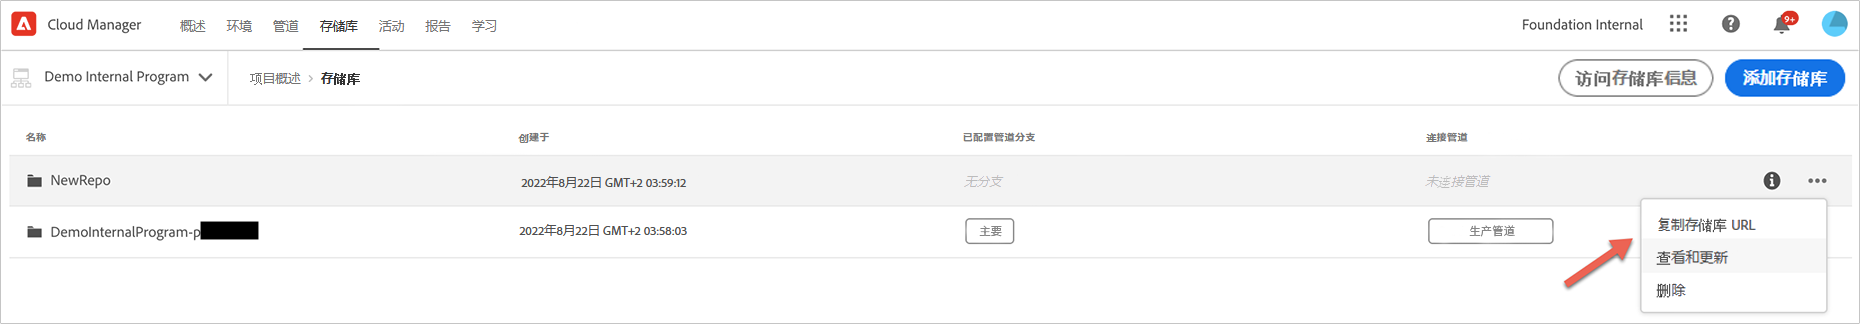 Cloud Manager 概述 环境 管道 存储库 活动 报告 学习 Foundation Internal 9+
Demo Internal Program 项目概述 › 存储库 访问存储库信息 添加存储库
名称 创建于 已配置管道分支 连接管道
NewRepo 2022年8月22日 GMT+2 03:59:12 无分支 未连接管道
DemoInternalProgram-p 2022年8月22日 GMT+2 03:58:03 主要 生产管道
复制存储库 URL
查看和更新
删除